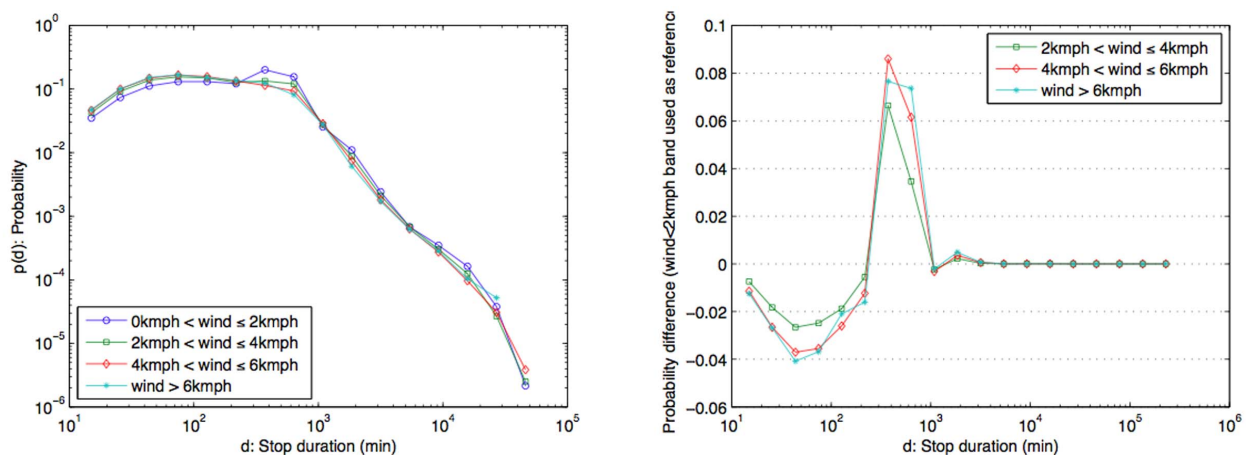 10^0
10^-1
10^-2
10^-3
10^-4
10^-5
10^-6
p(d): Probability
0kmph < wind ≤ 2kmph
2kmph < wind ≤ 4kmph
4kmph < wind ≤ 6kmph
wind > 6kmph
10^1 10^2 10^3 10^4 10^5
d: Stop duration (min)
Probability difference (wind<2kmph band used as reference
0.1
0.08
0.06
0.04
0.02
0
-0.02
-0.04
-0.06
2kmph < wind ≤ 4kmph
4kmph < wind ≤ 6kmph
wind > 6kmph
10^1 10^2 10^3 10^4 10^5 10^6
d: Stop duration (min)